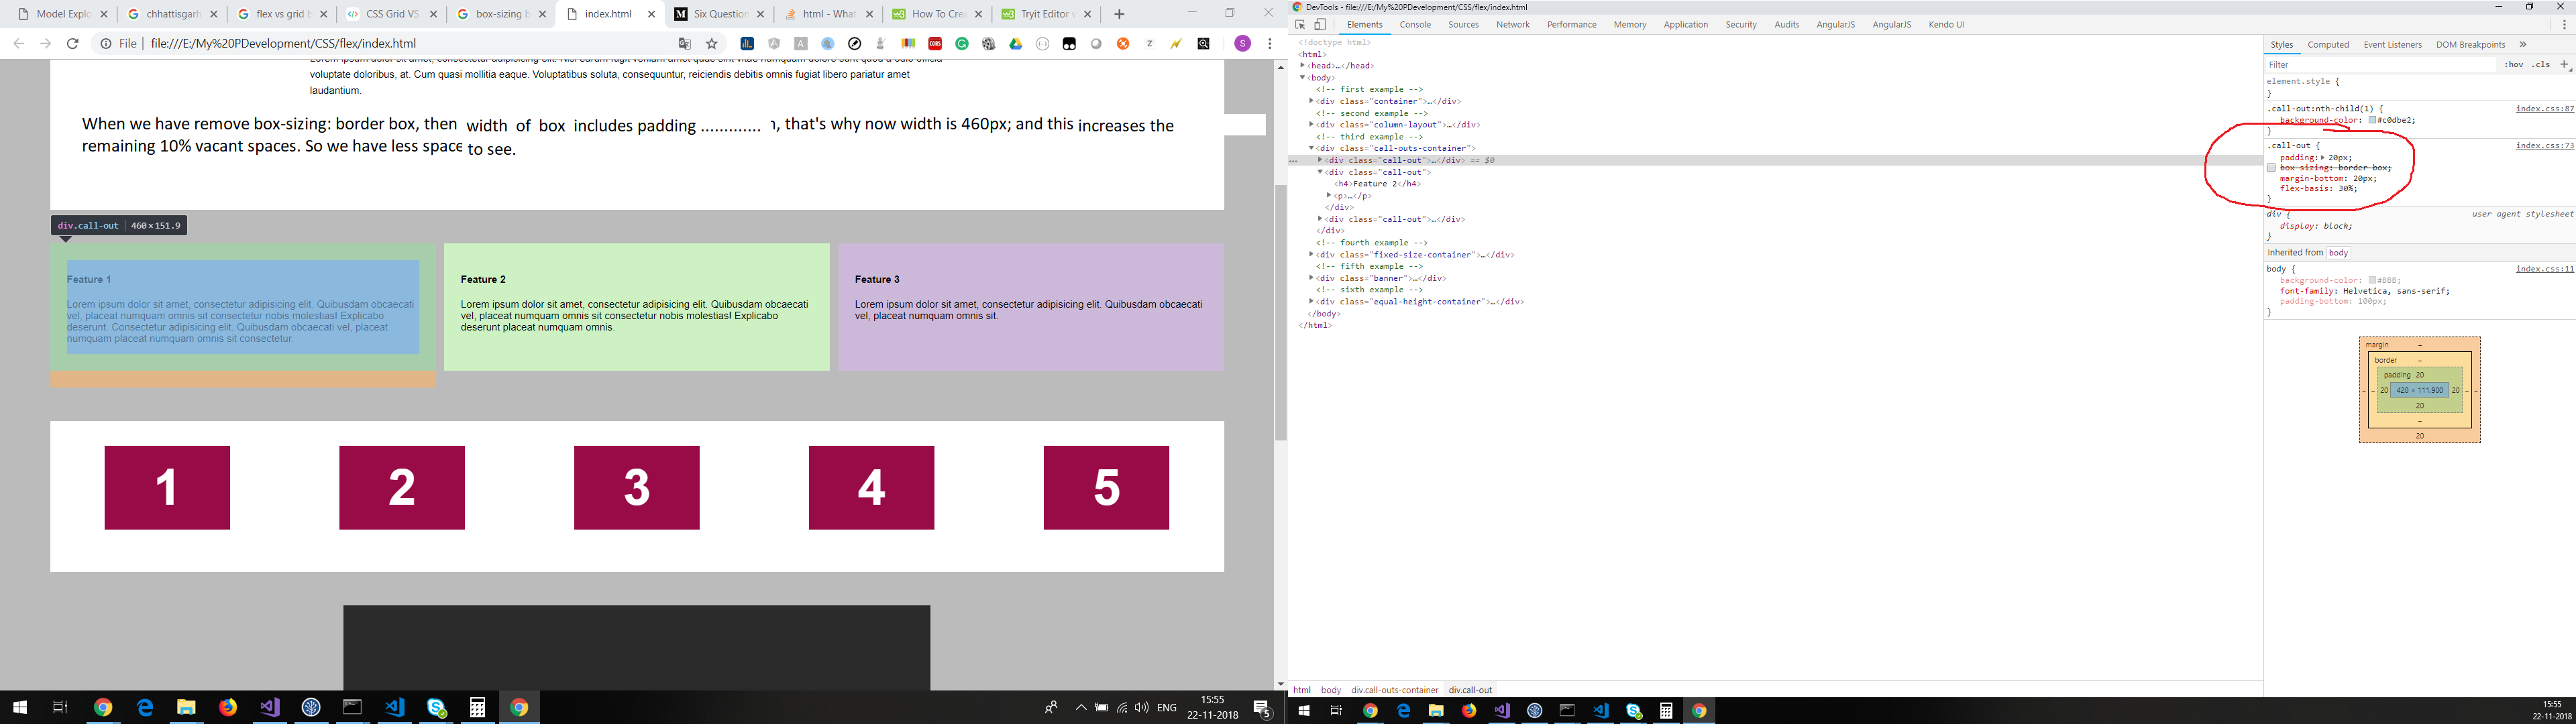 Model Explo
chhattisgarh
flex vs grid b
CSS Grid VS
box-sizing b
index.html
Six Question
html - What
How To Crea
Tryit Editor v
File | file:///E:/My%20PDevelopment/CSS/flex/index.html
voluptate doloribus, at. Cum quasi mollitia eaque. Voluptatibus soluta, consequuntur, reiciendis debitis omnis fugiat libero pariatur amet
laudantium.
When we have remove box-sizing: border box, then width of box includes padding ............. ), that's why now width is 460px; and this increases the
remaining 10% vacant spaces. So we have less space to see.
div.call-out | 460 × 151.9
Feature 1
Lorem ipsum dolor sit amet, consectetur adipisicing elit. Quibusdam obcaecati
vel, placeat numquam omnis sit consectetur nobis molestias! Explicabo
deserunt. Consectetur adipisicing elit. Quibusdam obcaecati vel, placeat
numquam placeat numquam omnis sit consectetur.
Feature 2
Lorem ipsum dolor sit amet, consectetur adipisicing elit. Quibusdam obcaecati
vel, placeat numquam omnis sit consectetur nobis molestias! Explicabo
deserunt placeat numquam omnis.
Feature 3
Lorem ipsum dolor sit amet, consectetur adipisicing elit. Quibusdam obcaecati
vel, placeat numquam omnis sit.
1
2
3
4
5
ENG
15:55
22-11-2018
5
DevTools - file:///E:/My%20PDevelopment/CSS/flex/index.html
Elements Console Sources Network Performance Memory Application Security Audits AngularJS AngularJS Kendo UI
<!doctype html>
<html>
<head>…</head>
<body>
<!-- first example -->
<div class="container">…</div>
<!-- second example -->
<div class="column-layout">…</div>
<!-- third example -->
<div class="call-outs-container">
<div class="call-out">…</div> == $0
<div class="call-out">
<h4>Feature 2</h4>
<p>…</p>
</div>
<div class="call-out">…</div>
</div>
<!-- fourth example -->
<div class="fixed-size-container">…</div>
<!-- fifth example -->
<div class="banner">…</div>
<!-- sixth example -->
<div class="equal-height-container">…</div>
</body>
</html>
html body div.call-outs-container div.call-out
Styles Computed Event Listeners DOM Breakpoints »
Filter :hov .cls +
element.style {
}
.call-out:nth-child(1) { index.css:87
background-color: #c0dbe2;
}
.call-out { index.css:73
padding: 20px;
box-sizing: border-box;
margin-bottom: 20px;
flex-basis: 30%;
}
div { user agent stylesheet
display: block;
}
Inherited from body
body { index.css:11
background-color: #BBB;
font-family: Helvetica, sans-serif;
padding-bottom: 100px;
}
margin –
border –
padding 20
– – 20 420 × 111.900 20 – –
20
–
20
15:55
22-11-2018